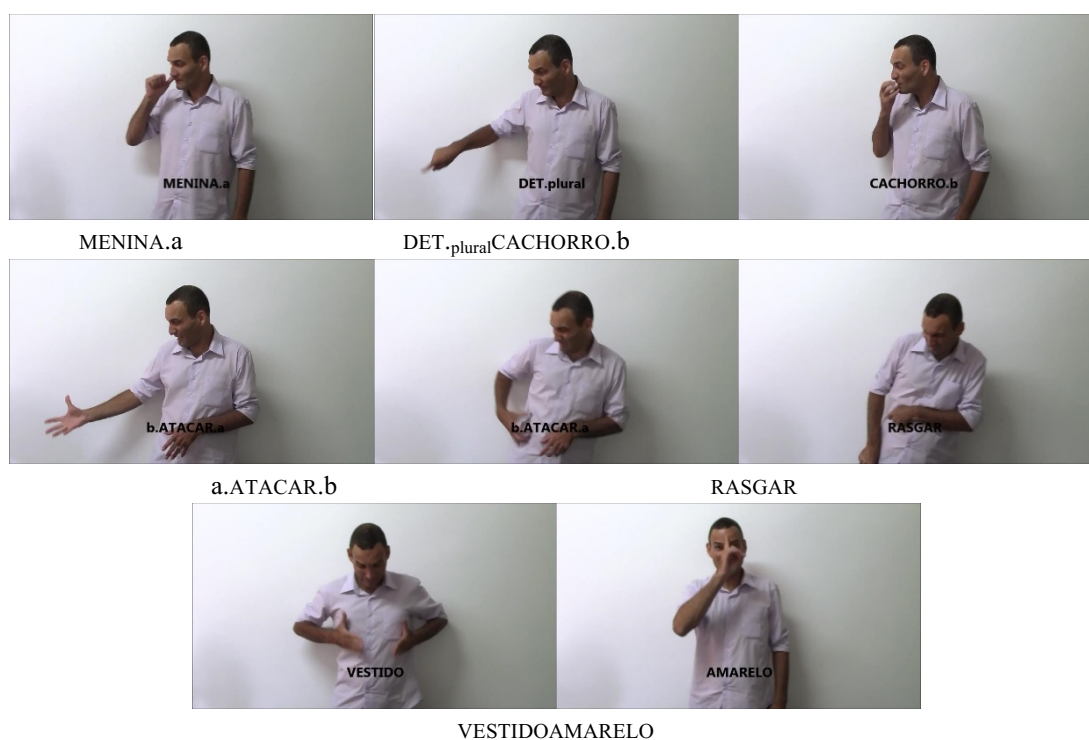 MENINA.a DET.plural CACHORRO.b
MENINA.a DET.pluralCACHORRO.b
b.ATACAR.a b.ATACAR.a RASGAR
a.ATACAR.b RASGAR
VESTIDO AMARELO
VESTIDOAMARELO